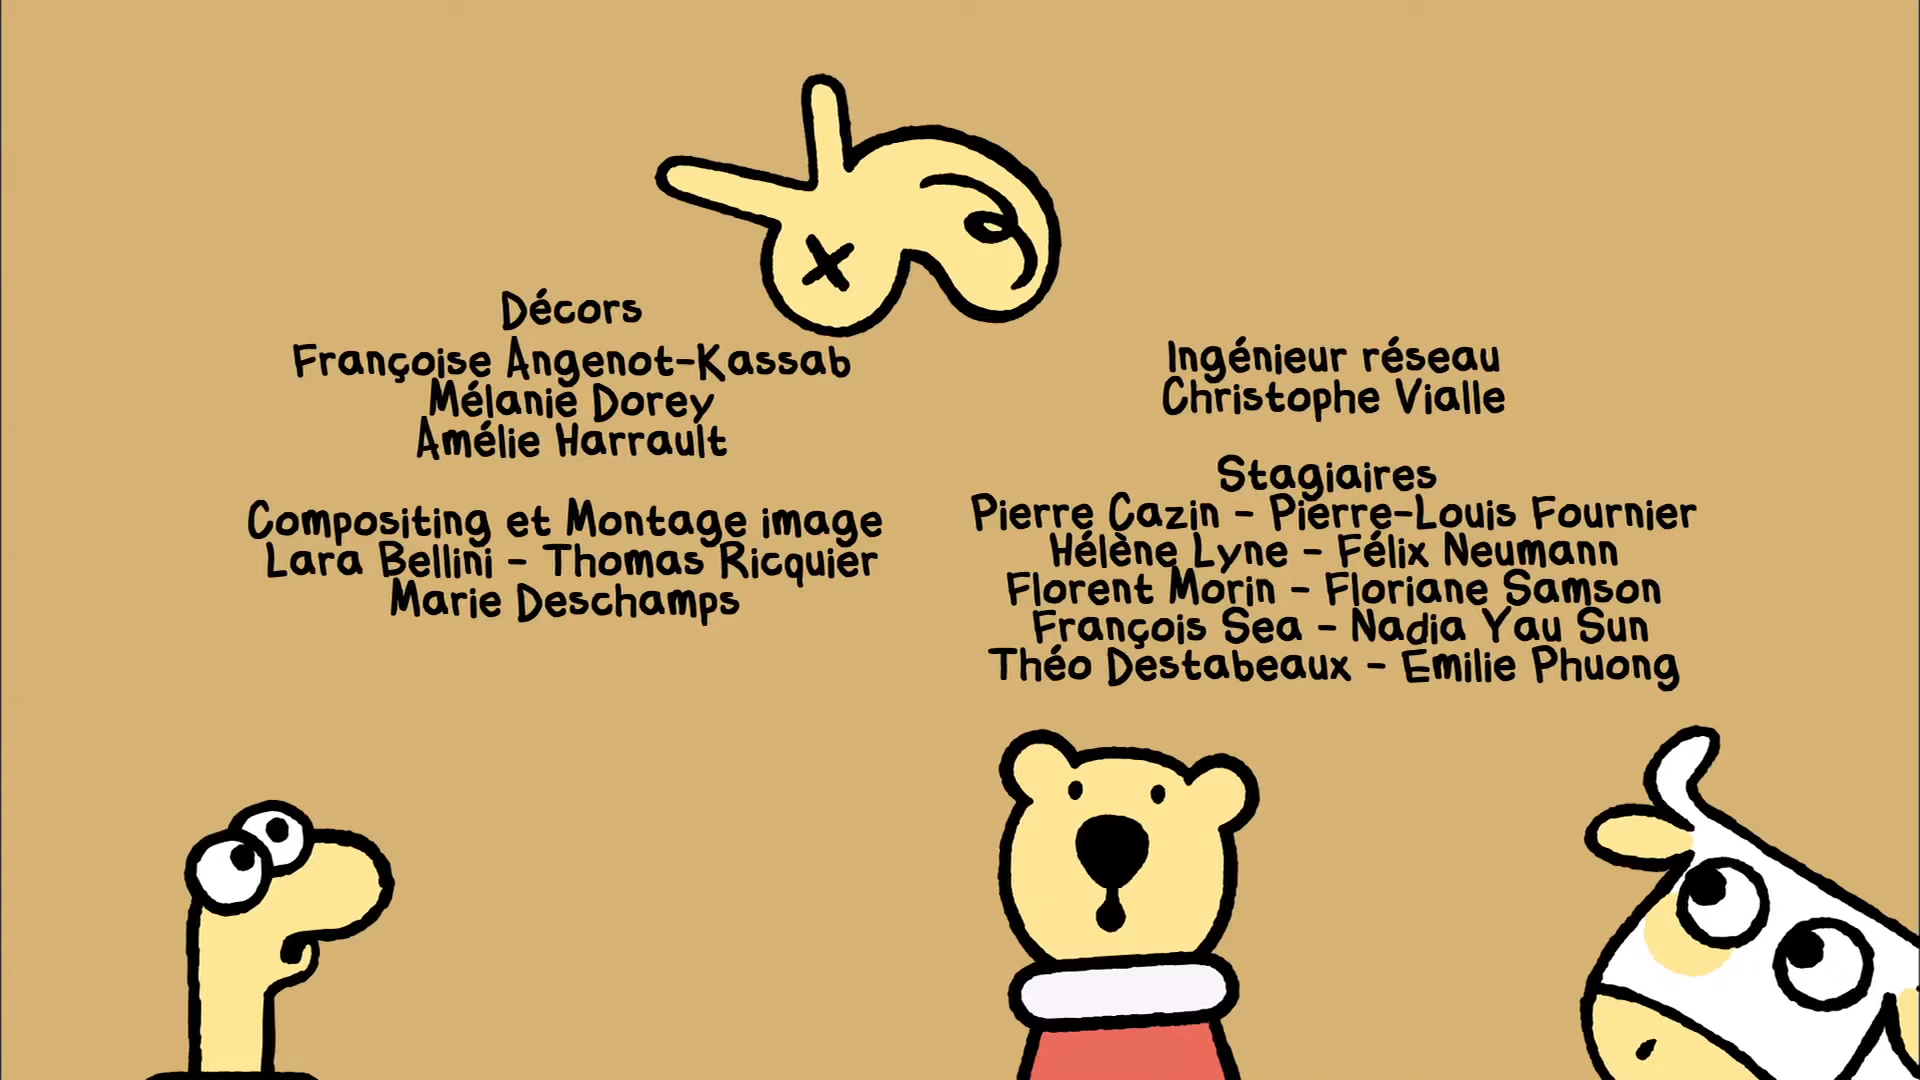 Décors
Françoise Angenot-Kassab
Mélanie Dorey
Amélie Harrault
Compositing et Montage image
Lara Bellini - Thomas Ricquier
Marie Deschamps
Ingénieur réseau
Christophe Vialle
Stagiaires
Pierre Cazin - Pierre-Louis Fournier
Hélène Lyne - Félix Neumann
Florent Morin - Floriane Samson
François Sea - Nadia Yau Sun
Théo Destabeaux - Emilie Phuong